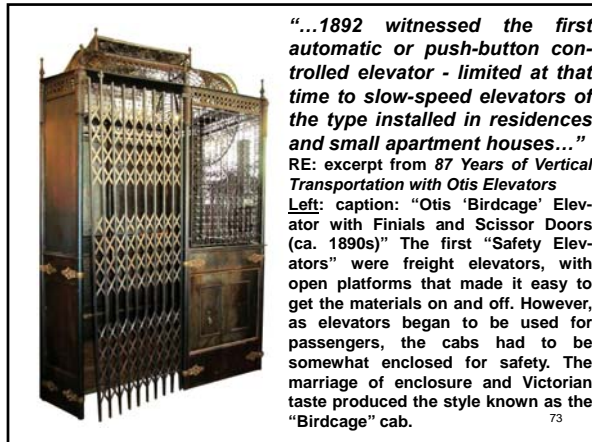 “…1892 witnessed the first
automatic or push-button con-
trolled elevator - limited at that
time to slow-speed elevators of
the type installed in residences
and small apartment houses…”
RE: excerpt from 87 Years of Vertical
Transportation with Otis Elevators
Left: caption: “Otis ‘Birdcage’ Elev-
ator with Finials and Scissor Doors
(ca. 1890s)” The first “Safety Elev-
ators” were freight elevators, with
open platforms that made it easy to
get the materials on and off. However,
as elevators began to be used for
passengers, the cabs had to be
somewhat enclosed for safety. The
marriage of enclosure and Victorian
taste produced the style known as the
“Birdcage” cab.
73